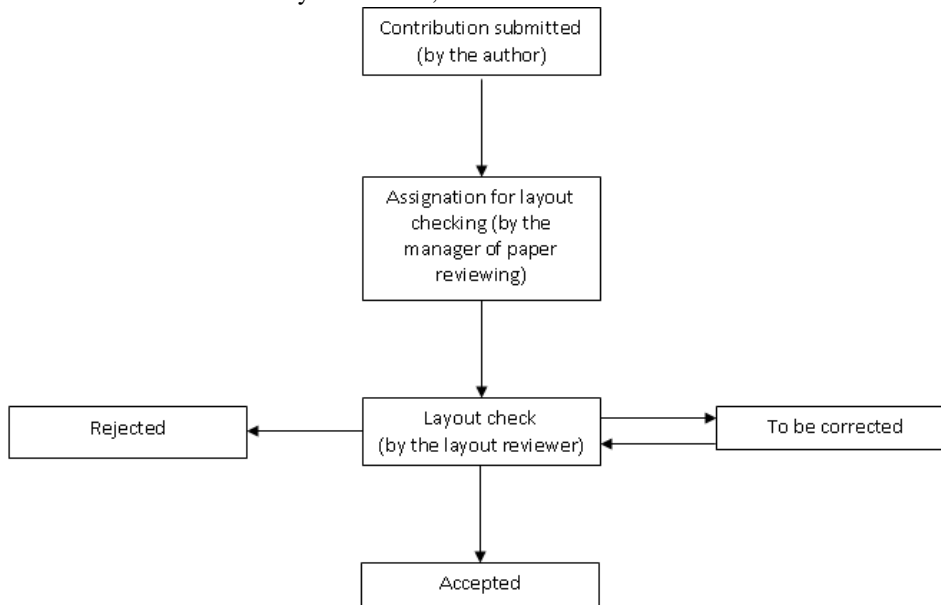 Contribution submitted
(by the author)
Assignation for layout
checking (by the
manager of paper
reviewing)
Rejected
Layout check
(by the layout reviewer)
To be corrected
Accepted